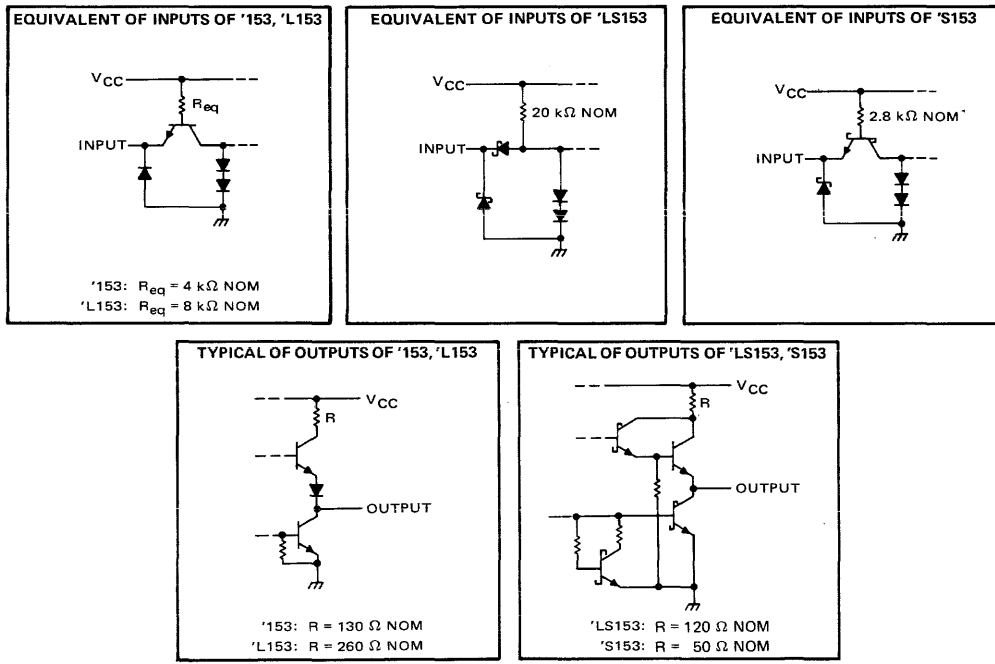 EQUIVALENT OF INPUTS OF '153, 'L153
VCC
Req
INPUT
'153: Req = 4 kΩ NOM
'L153: Req = 8 kΩ NOM
EQUIVALENT OF INPUTS OF 'LS153
VCC
20 kΩ NOM
INPUT
EQUIVALENT OF INPUTS OF 'S153
VCC
2.8 kΩ NOM
INPUT
TYPICAL OF OUTPUTS OF '153, 'L153
VCC
R
OUTPUT
'153: R = 130 Ω NOM
'L153: R = 260 Ω NOM
TYPICAL OF OUTPUTS OF 'LS153, 'S153
VCC
R
OUTPUT
'LS153: R = 120 Ω NOM
'S153: R = 50 Ω NOM